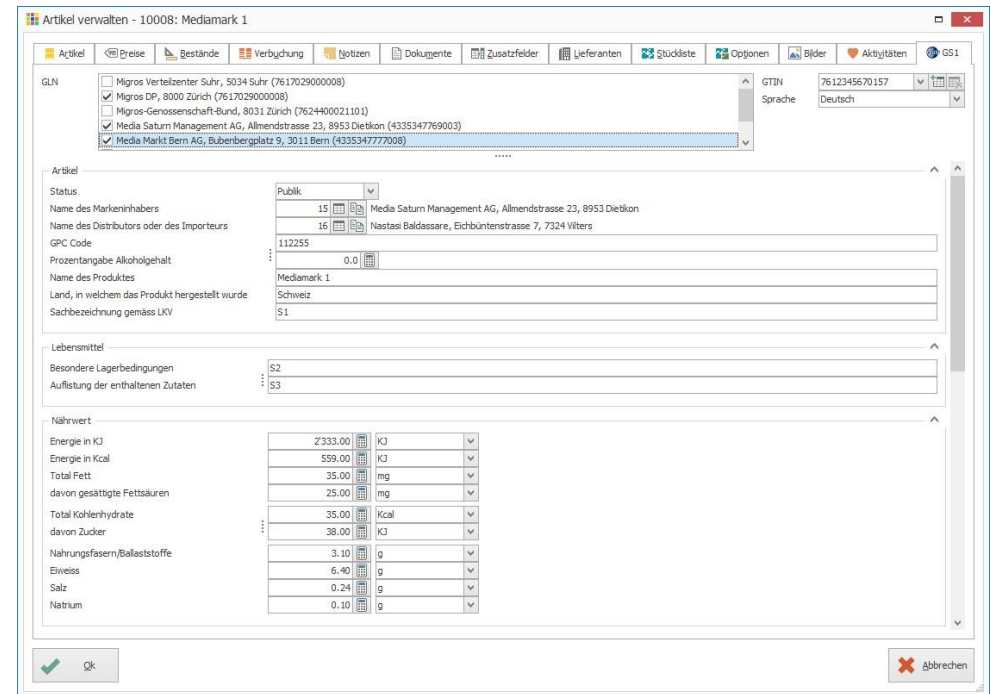 Artikel verwalten - 10008: Mediamark 1
Artikel Preise Bestände Verbuchung Notizen Dokumente Zusatzfelder Lieferanten Stückliste Optionen Bilder Aktivitäten GS1
GLN
Migros Verteilzenter Suhr, 5034 Suhr (7617029000008)
Migros DP, 8000 Zürich (7617029000008)
Migros-Genossenschaft-Bund, 8031 Zürich (7624400021101)
Media Saturn Management AG, Allmendstrasse 23, 8953 Dietikon (4335347769003)
Media Markt Bern AG, Bubenbergplatz 9, 3011 Bern (4335347777008)
GTIN 7612345670157
Sprache Deutsch
Artikel
Status Publik
Name des Markeninhabers 15 Media Saturn Management AG, Allmendstrasse 23, 8953 Dietikon
Name des Distributors oder des Importeurs 16 Nastasi Baldassare, Eichbüntenstrasse 7, 7324 Vilters
GPC Code 112255
Prozentangabe Alkoholgehalt 0.0
Name des Produktes Mediamark 1
Land, in welchem das Produkt hergestellt wurde Schweiz
Sachbezeichnung gemäss LKV S1
Lebensmittel
Besondere Lagerbedingungen S2
Auflistung der enthaltenen Zutaten S3
Nährwert
Energie in KJ 2'333.00 KJ
Energie in Kcal 559.00 KJ
Total Fett 35.00 mg
davon gesättigte Fettsäuren 25.00 mg
Total Kohlenhydrate 35.00 Kcal
davon Zucker 38.00 KJ
Nahrungsfasern/Ballaststoffe 3.10 g
Eiweiss 6.40 g
Salz 0.24 g
Natrium 0.10 g
Ok
Abbrechen